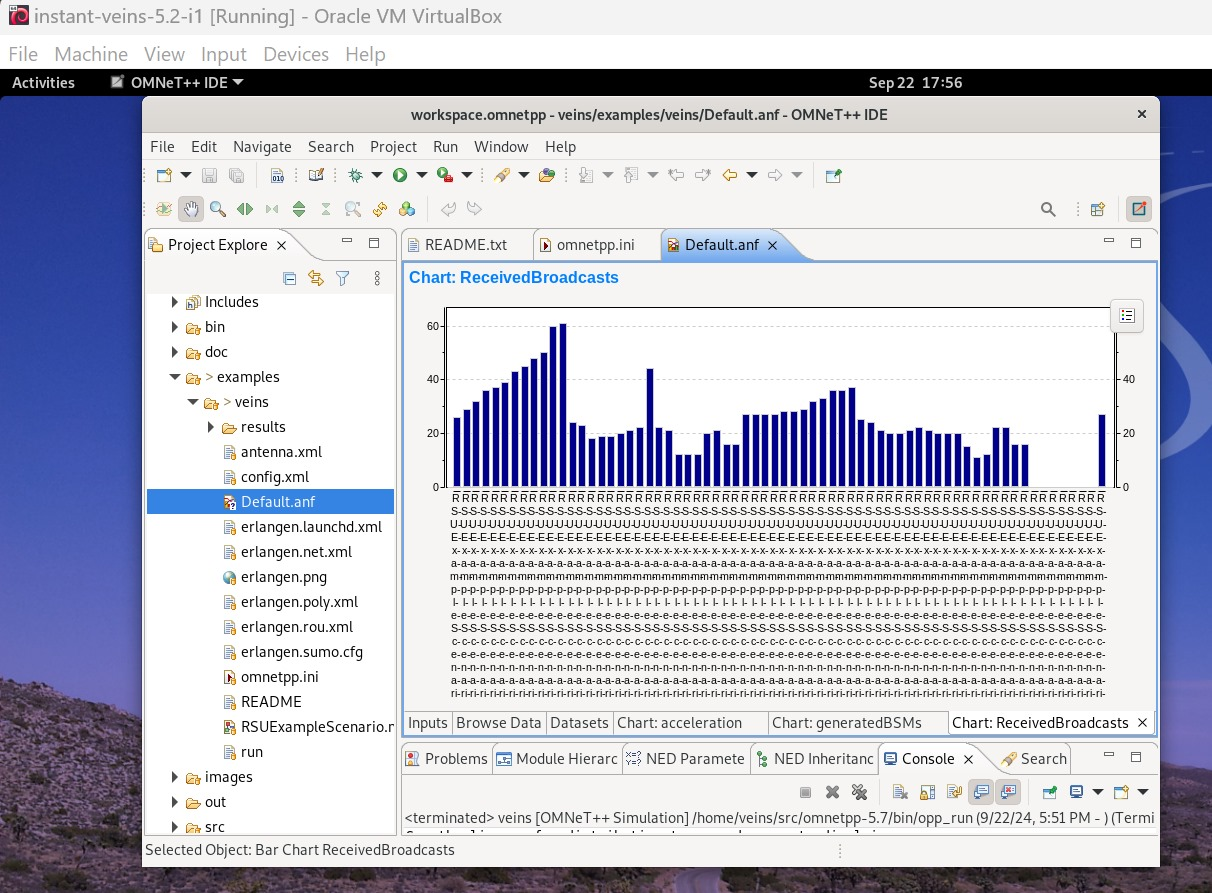 instant-veins-5.2-i1 [Running] - Oracle VM VirtualBox
File Machine View Input Devices Help
Activities OMNeT++ IDE Sep 22 17:56
workspace.omnetpp - veins/examples/veins/Default.anf - OMNeT++ IDE
File Edit Navigate Search Project Run Window Help
Project Explore
README.txt omnetpp.ini Default.anf
Chart: ReceivedBroadcasts
Includes
bin
doc
> examples
> veins
results
antenna.xml
config.xml
Default.anf
erlangen.launchd.xml
erlangen.net.xml
erlangen.png
erlangen.poly.xml
erlangen.rou.xml
erlangen.sumo.cfg
omnetpp.ini
README
RSUExampleScenario.n
run
images
out
src
60
40 40
20 20
0 0
Inputs Browse Data Datasets Chart: acceleration Chart: generatedBSMs Chart: ReceivedBroadcasts
Problems Module Hierarc NED Paramete NED Inheritanc Console Search
<terminated> veins [OMNeT++ Simulation] /home/veins/src/omnetpp-5.7/bin/opp_run (9/22/24, 5:51 PM - ) (Termi
Selected Object: Bar Chart ReceivedBroadcasts